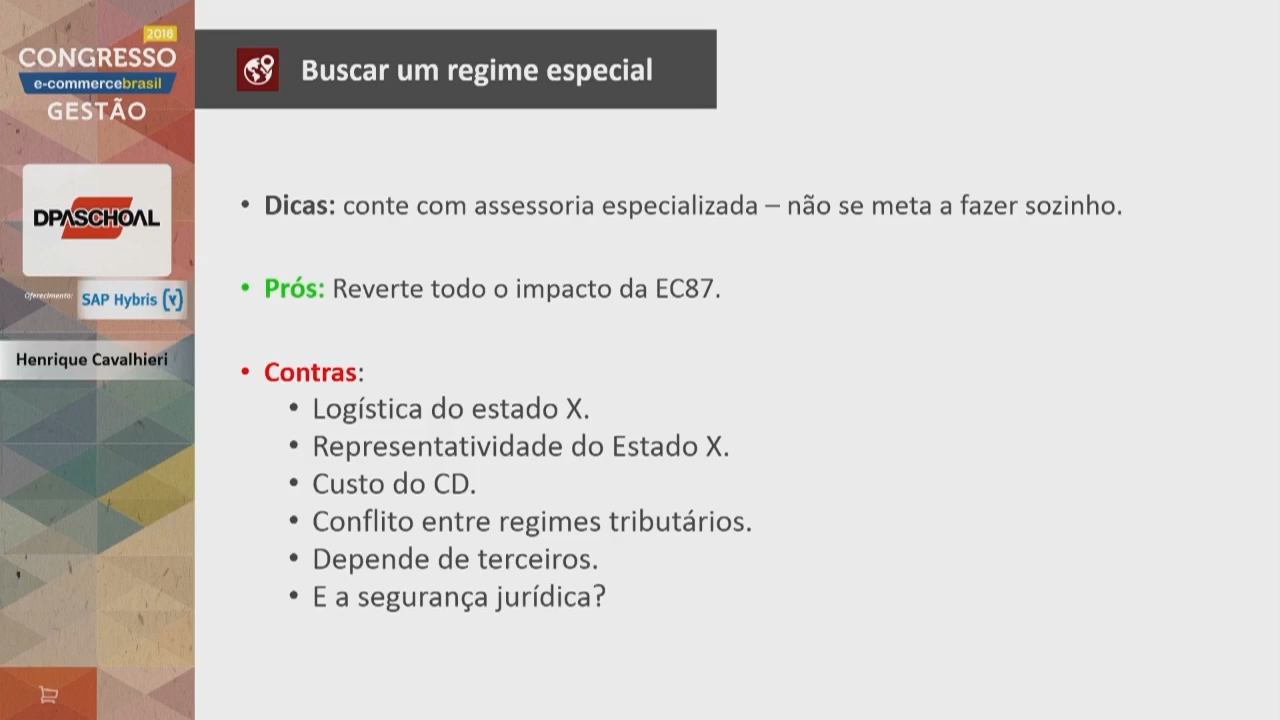 2016
CONGRESSO
e-commercebrasil
GESTÃO
DPASCHOAL
Oferecimento:
SAP Hybris (Y)
Henrique Cavalhieri
Buscar um regime especial
• Dicas: conte com assessoria especializada – não se meta a fazer sozinho.
• Prós: Reverte todo o impacto da EC87.
• Contras:
• Logística do estado X.
• Representatividade do Estado X.
• Custo do CD.
• Conflito entre regimes tributários.
• Depende de terceiros.
• E a segurança jurídica?